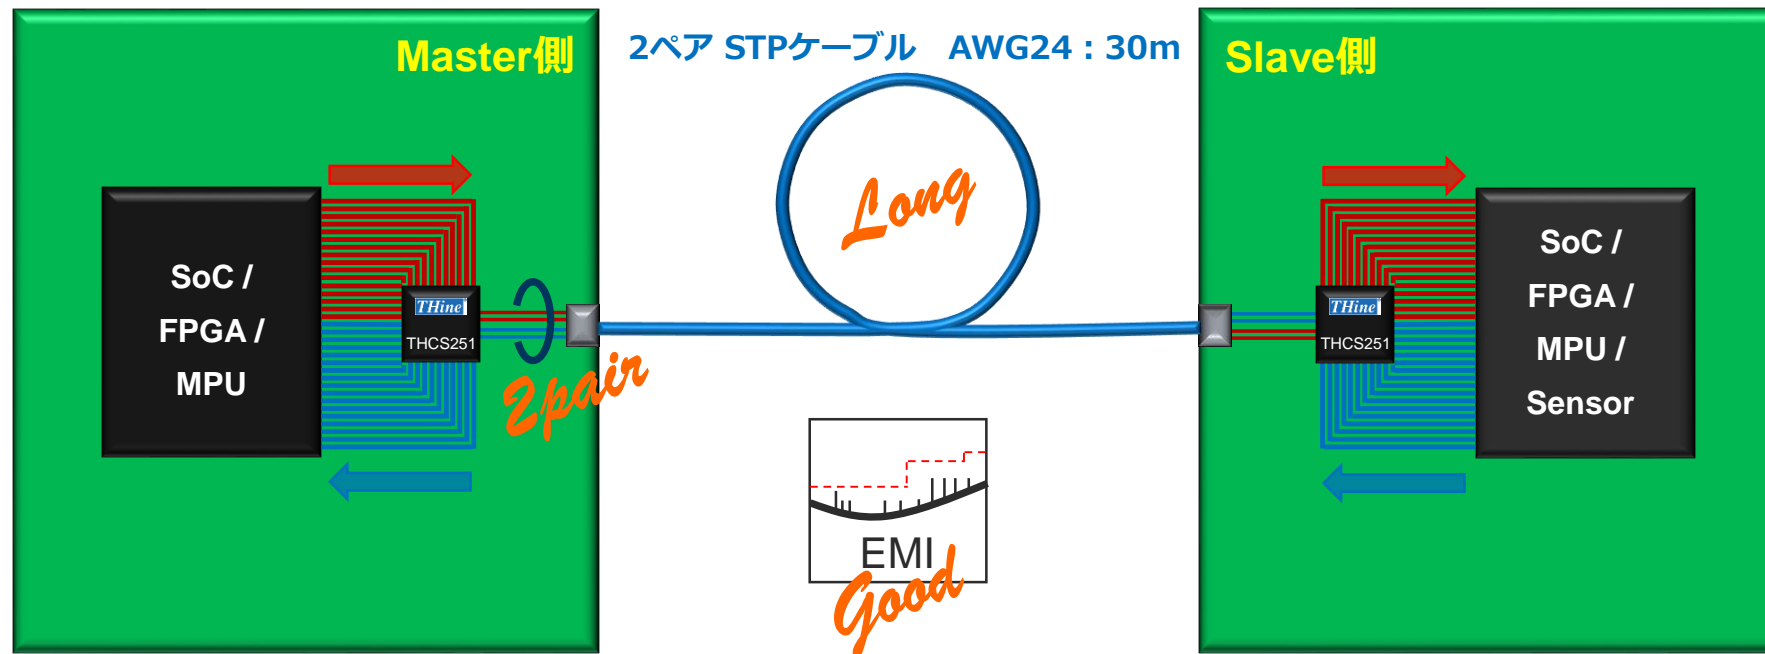 Master側
2ペア STPケーブル AWG24：30m
Slave側
Long
SoC /
FPGA /
MPU
THine
THCS251
2pair
THine
THCS251
SoC /
FPGA /
MPU /
Sensor
EMI
Good